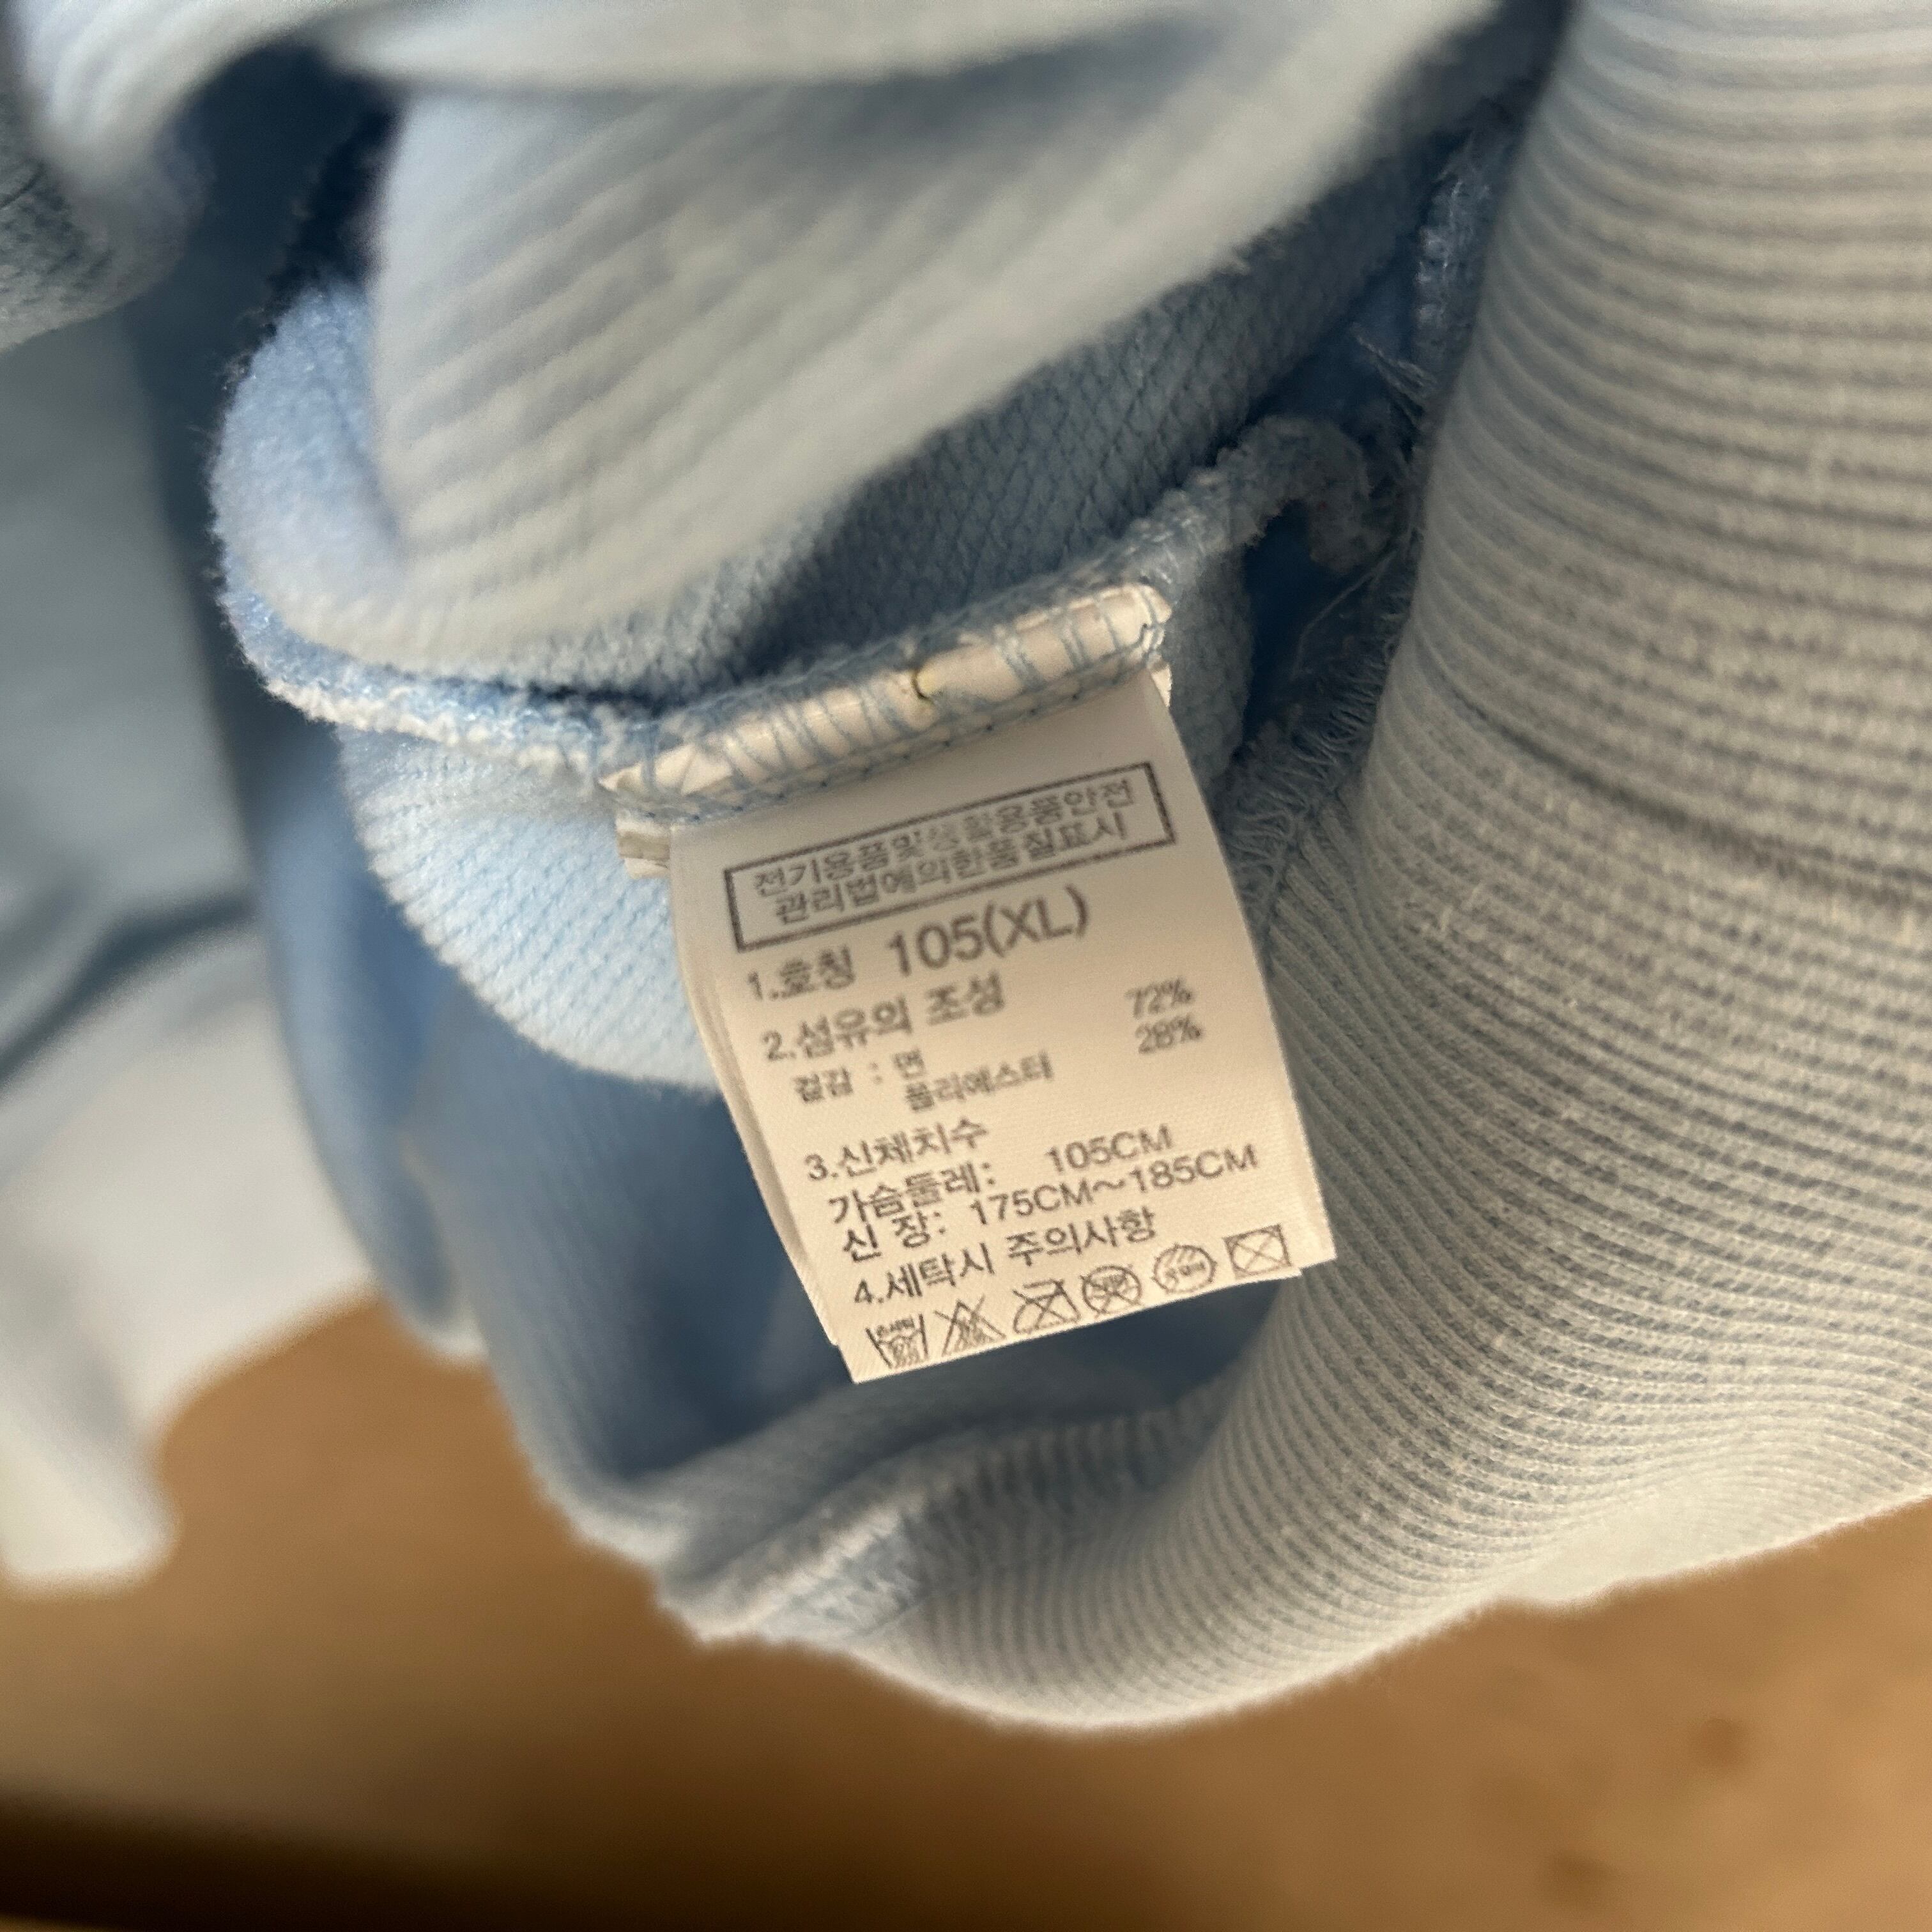 전기용품및생활용품안전
관리법에의한품질표시
1.호칭 105(XL)
2.섬유의 조성
겉감 : 면 72%
폴리에스터 28%
3.신체치수
가슴둘레: 105CM
신 장: 175CM~185CM
4.세탁시 주의사항
손세탁